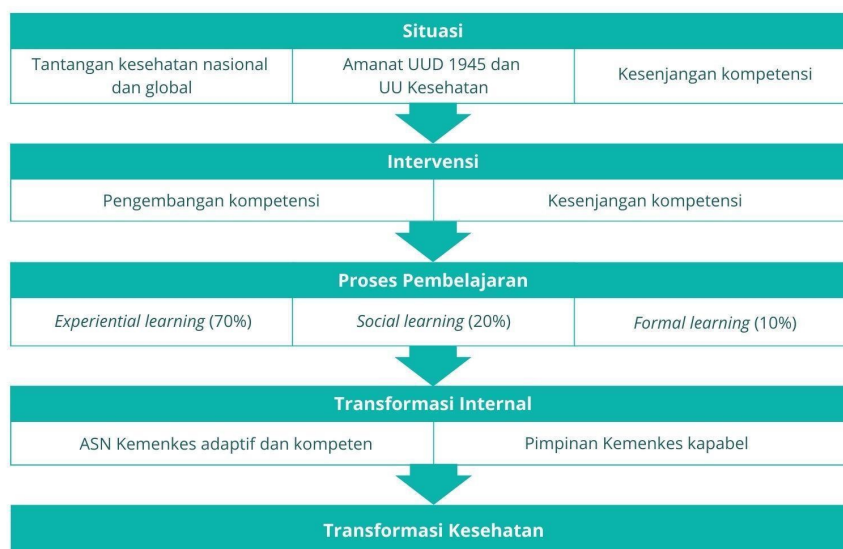 Situasi
Tantangan kesehatan nasional
dan global
Amanat UUD 1945 dan
UU Kesehatan
Kesenjangan kompetensi
Intervensi
Pengembangan kompetensi
Kesenjangan kompetensi
Proses Pembelajaran
Experiential learning (70%)
Social learning (20%)
Formal learning (10%)
Transformasi Internal
ASN Kemenkes adaptif dan kompeten
Pimpinan Kemenkes kapabel
Transformasi Kesehatan